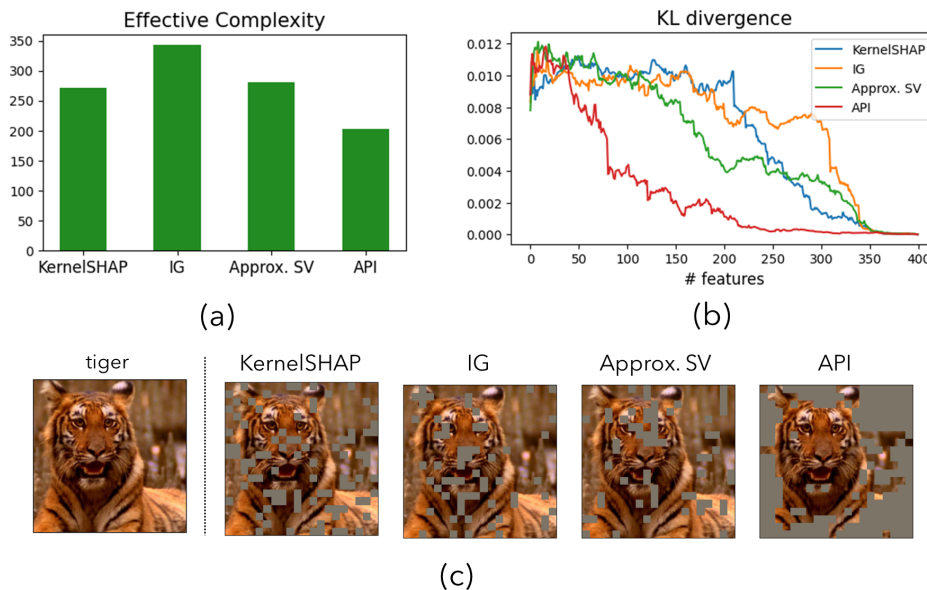 Effective Complexity
350
300
250
200
150
100
50
0
KernelSHAP IG Approx. SV API
(a)
KL divergence
0.012
0.010
0.008
0.006
0.004
0.002
0.000
KernelSHAP
IG
Approx. SV
API
0 50 100 150 200 250 300 350 400
# features
(b)
tiger KernelSHAP IG Approx. SV API
(c)